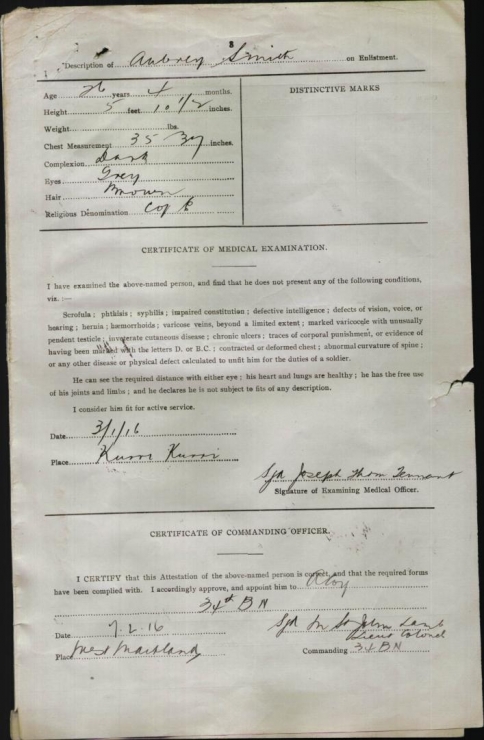 3
Description of Aubrey Smith on Enlistment.
Age 26 years 4 months.
Height 5 feet 10 1/2 inches.
Weight lbs.
Chest Measurement 35 37 inches.
Complexion Dark
Eyes Grey
Hair Brown
Religious Denomination C of E
DISTINCTIVE MARKS
CERTIFICATE OF MEDICAL EXAMINATION.
I have examined the above-named person, and find that he does not present any of the following conditions,
viz. :—
Scrofula ; phthisis ; syphilis ; impaired constitution ; defective intelligence ; defects of vision, voice, or
hearing ; hernia ; hæmorrhoids ; varicose veins, beyond a limited extent ; marked varicocele with unusually
pendent testicle ; inveterate cutaneous disease ; chronic ulcers ; traces of corporal punishment, or evidence of
having been marked with the letters D. or B.C. ; contracted or deformed chest ; abnormal curvature of spine ;
or any other disease or physical defect calculated to unfit him for the duties of a soldier.
He can see the required distance with either eye ; his heart and lungs are healthy ; he has the free use
of his joints and limbs ; and he declares he is not subject to fits of any description.
I consider him fit for active service.
Date 3/1/16
Place Kurri Kurri
Sgd Joseph Thom Tennant
Signature of Examining Medical Officer.
CERTIFICATE OF COMMANDING OFFICER.
I CERTIFY that this Attestation of the above-named person is correct, and that the required forms
have been complied with. I accordingly approve, and appoint him to A Coy
34th BN
Date 7.2.16
Sgd M St John Lamb
Lieut Colonel
Place West Maitland
Commanding 34 BN